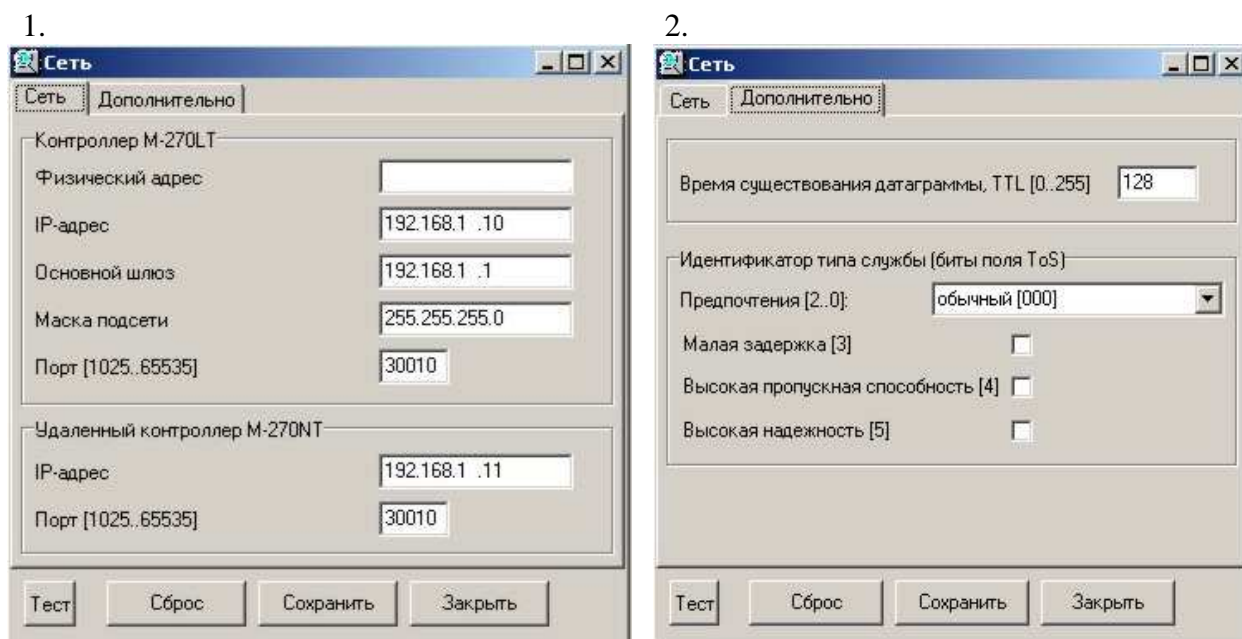 1.
Сеть
Сеть Дополнительно
Контроллер M-270LT
Физический адрес
IP-адрес 192.168.1 .10
Основной шлюз 192.168.1 .1
Маска подсети 255.255.255.0
Порт [1025..65535] 30010
Удаленный контроллер M-270NT
IP-адрес 192.168.1 .11
Порт [1025..65535] 30010
Тест Сброс Сохранить Закрыть
2.
Сеть
Сеть Дополнительно
Время существования датаграммы, TTL [0..255] 128
Идентификатор типа службы (биты поля ToS)
Предпочтения [2..0]: обычный [000]
Малая задержка [3]
Высокая пропускная способность [4]
Высокая надежность [5]
Тест Сброс Сохранить Закрыть